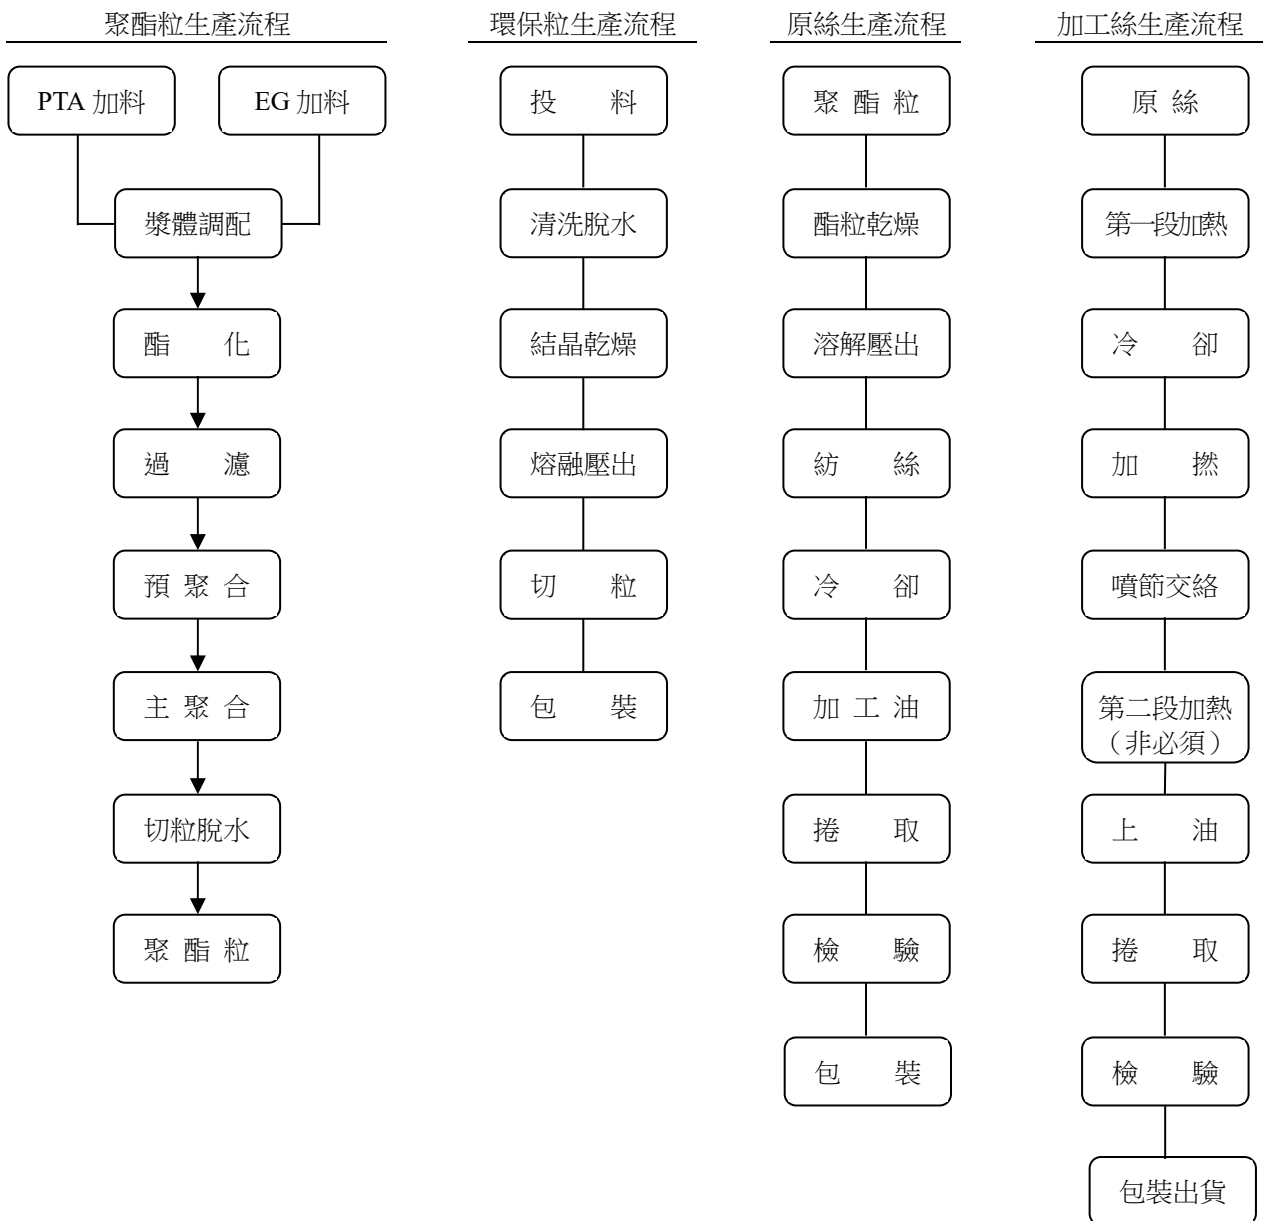 聚酯粒生產流程
PTA 加料
EG 加料
漿體調配
酯 化
過 濾
預 聚 合
主 聚 合
切粒脫水
聚 酯 粒
環保粒生產流程
投 料
清洗脫水
結晶乾燥
熔融壓出
切 粒
包 裝
原絲生產流程
聚 酯 粒
酯粒乾燥
溶解壓出
紡 絲
冷 卻
加 工 油
捲 取
檢 驗
包 裝
加工絲生產流程
原 絲
第一段加熱
冷 卻
加 撚
噴節交絡
第二段加熱
（非必須）
上 油
捲 取
檢 驗
包裝出貨